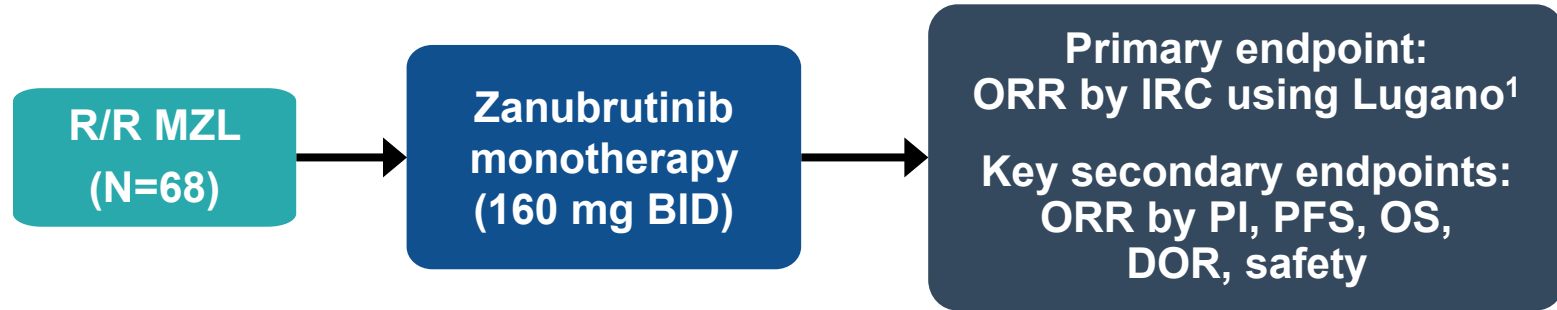 R/R MZL
(N=68)
Zanubrutinib
monotherapy
(160 mg BID)
Primary endpoint:
ORR by IRC using Lugano¹
Key secondary endpoints:
ORR by PI, PFS, OS,
DOR, safety